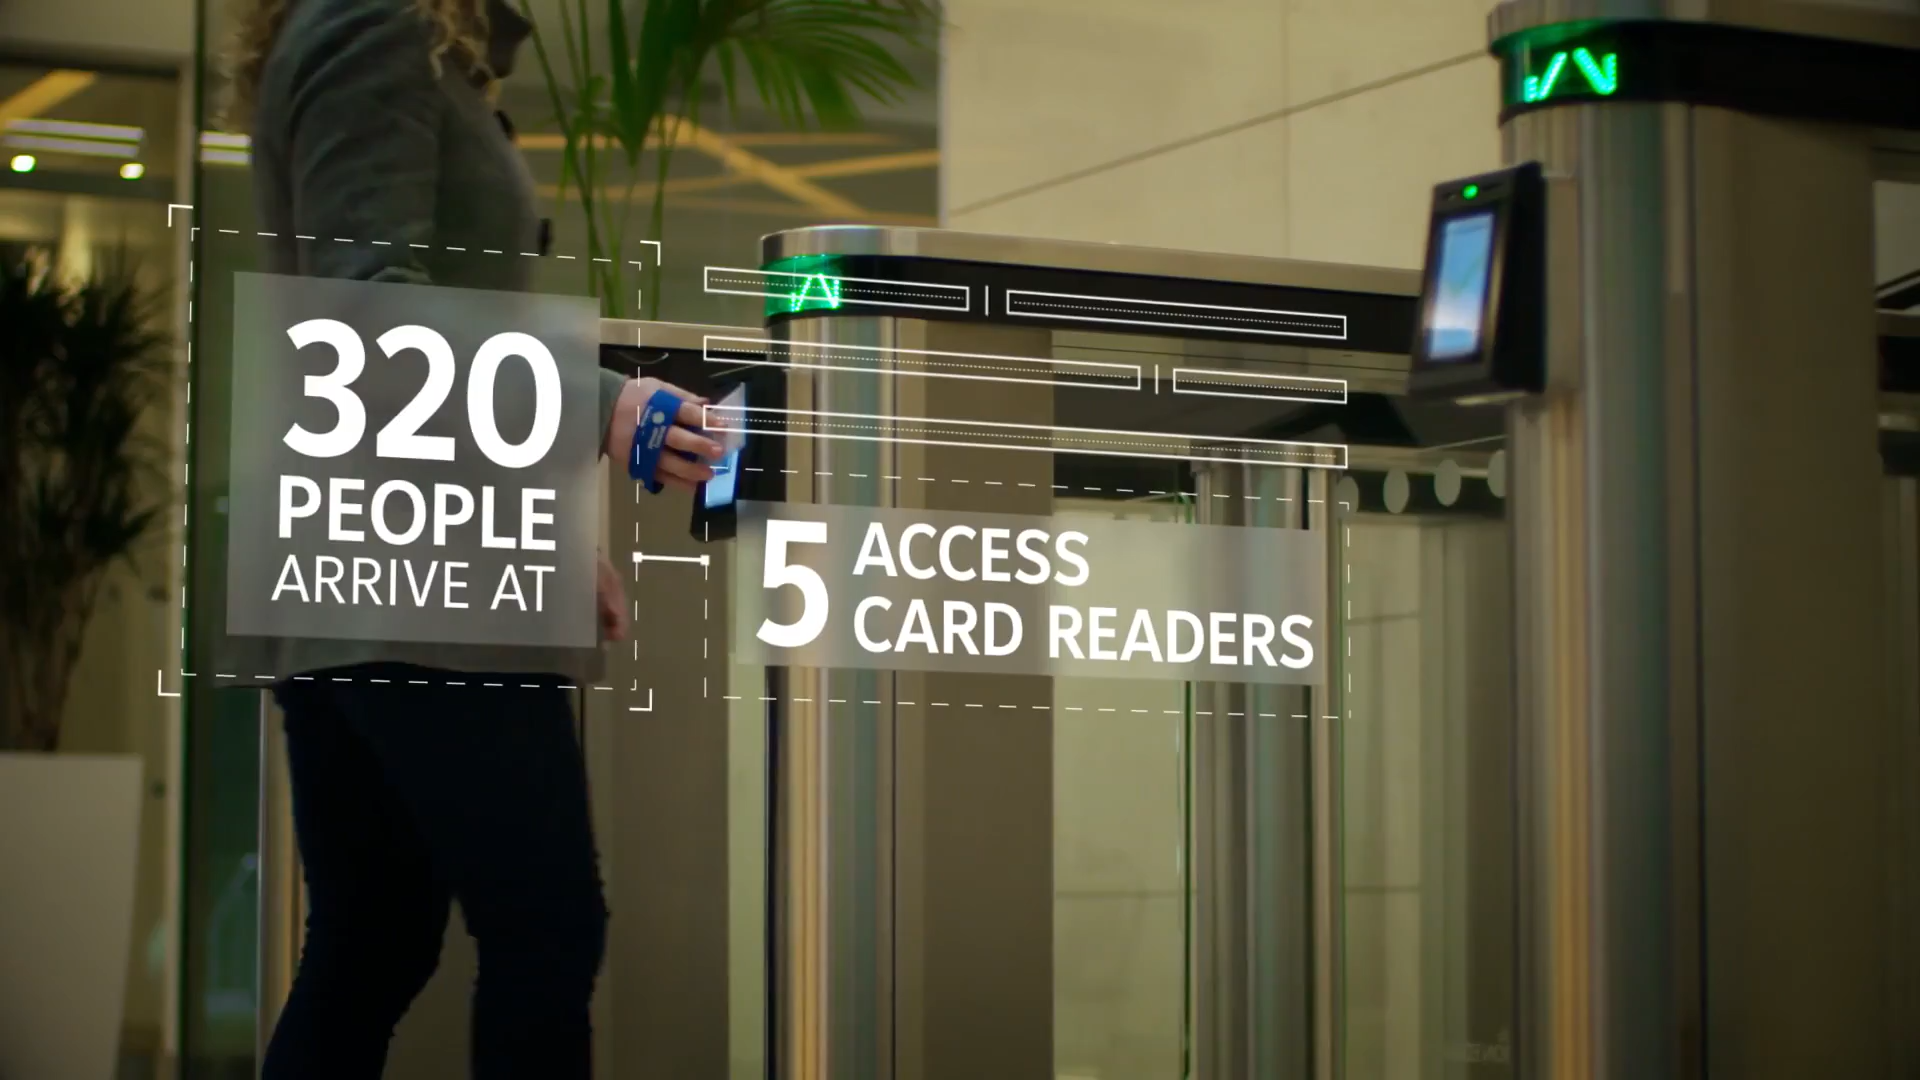 320
PEOPLE
ARRIVE AT
5 ACCESS
CARD READERS